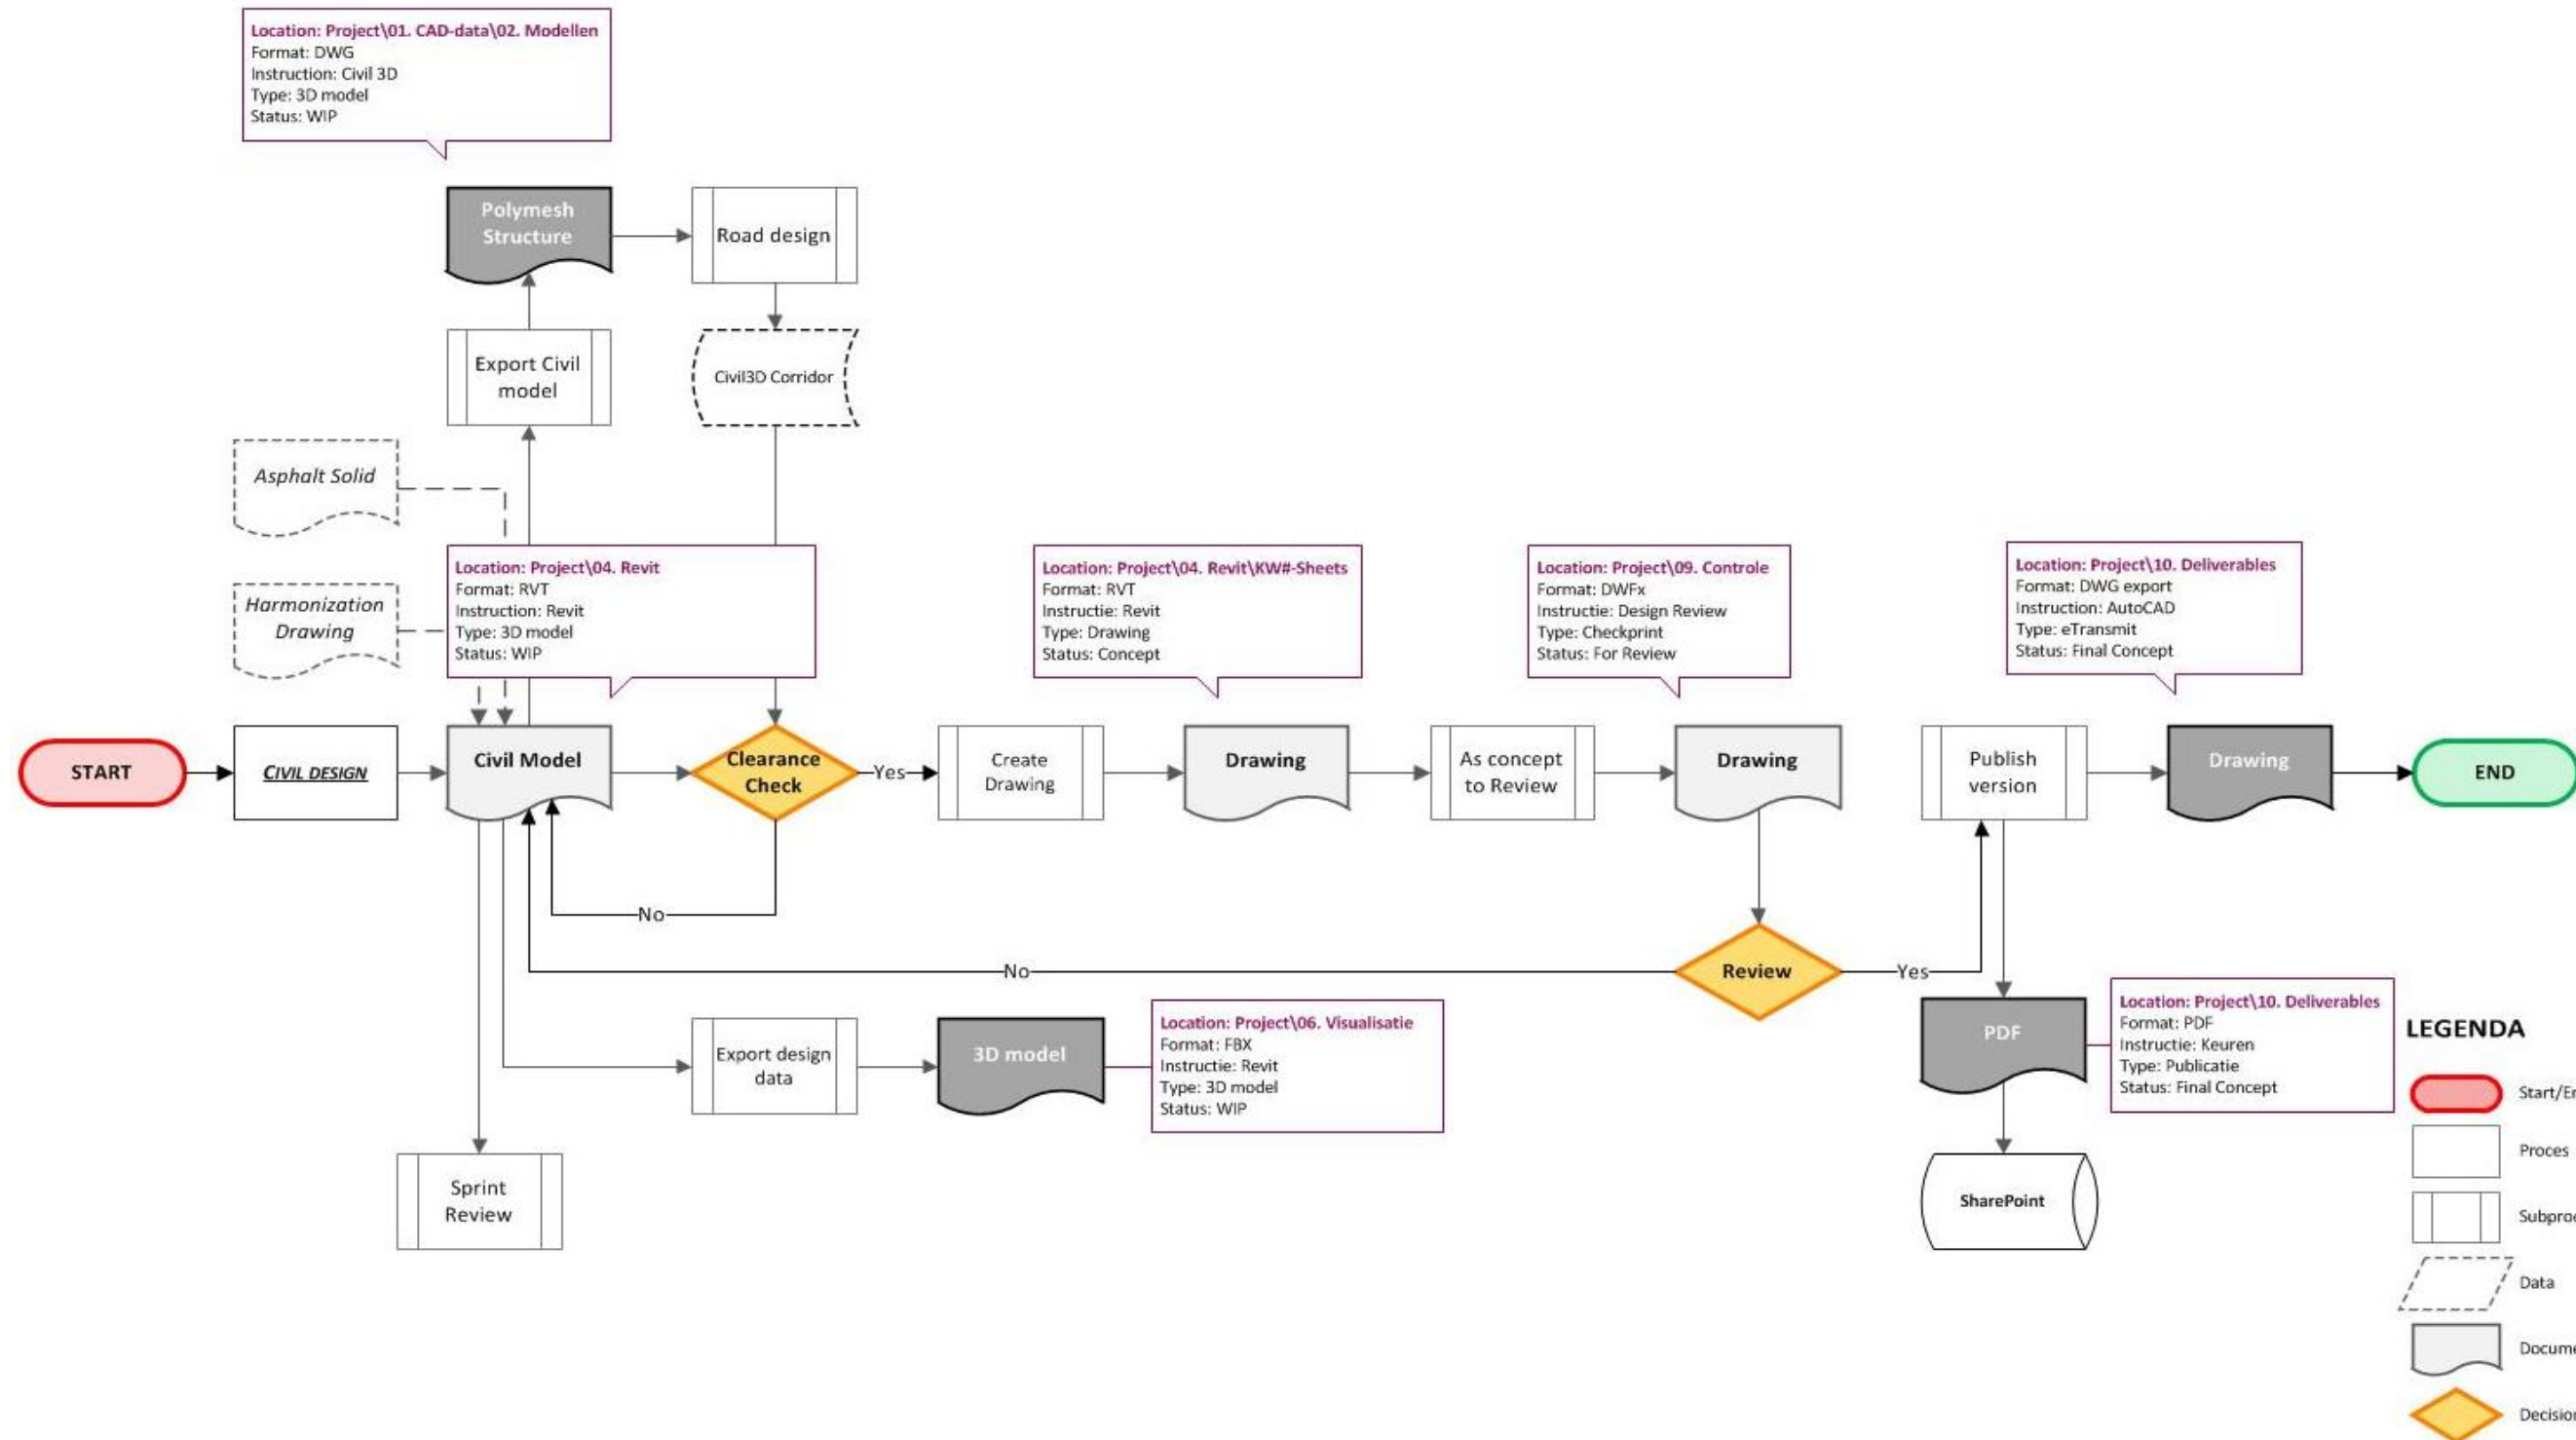 Location: Project\01. CAD-data\02. Modellen
Format: DWG
Instruction: Civil 3D
Type: 3D model
Status: WIP
Polymesh
Structure
Road design
Export Civil
model
Civil3D Corridor
Asphalt Solid
Harmonization
Drawing
Location: Project\04. Revit
Format: RVT
Instruction: Revit
Type: 3D model
Status: WIP
Location: Project\04. Revit\KW#-Sheets
Format: RVT
Instructie: Revit
Type: Drawing
Status: Concept
Location: Project\09. Controle
Format: DWFx
Instructie: Design Review
Type: Checkprint
Status: For Review
Location: Project\10. Deliverables
Format: DWG export
Instruction: AutoCAD
Type: eTransmit
Status: Final Concept
START
CIVIL DESIGN
Civil Model
Clearance
Check
Yes
Create
Drawing
Drawing
As concept
to Review
Drawing
Publish
version
Drawing
END
No
No
Review
Yes
Export design
data
3D model
Location: Project\06. Visualisatie
Format: FBX
Instructie: Revit
Type: 3D model
Status: WIP
PDF
Location: Project\10. Deliverables
Format: PDF
Instructie: Keuren
Type: Publicatie
Status: Final Concept
Sprint
Review
SharePoint
LEGENDA
Start/
Proces
Data